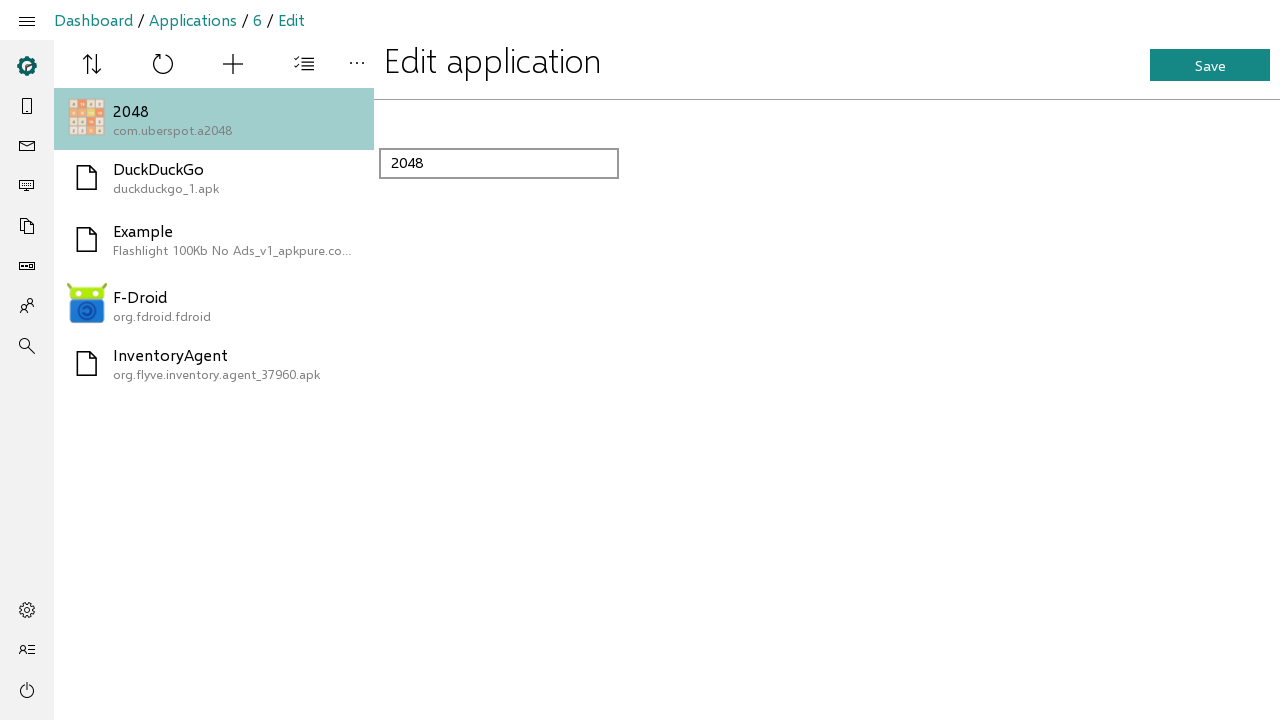 Dashboard / Applications / 6 / Edit
Edit application
Save
2048
com.uberspot.a2048
DuckDuckGo
duckduckgo_1.apk
Example
Flashlight 100Kb No Ads_v1_apkpure.co...
F-Droid
org.fdroid.fdroid
InventoryAgent
org.flyve.inventory.agent_37960.apk
2048